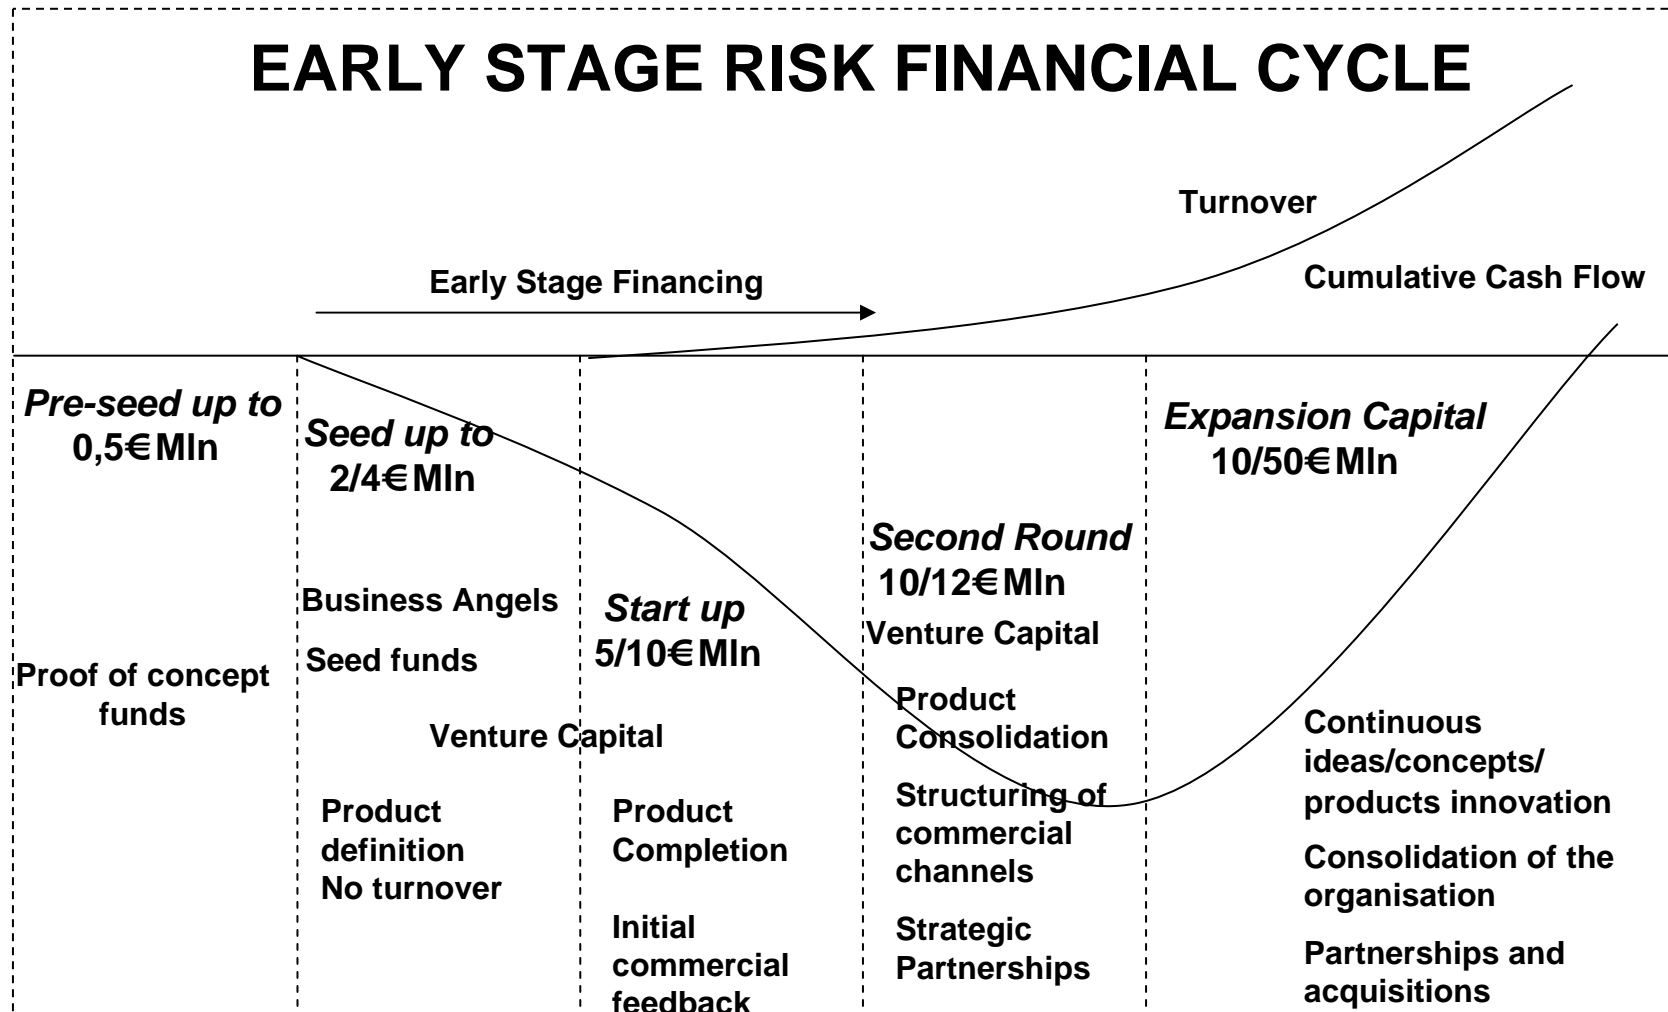 EARLY STAGE RISK FINANCIAL CYCLE
Turnover
Early Stage Financing
Cumulative Cash Flow
Pre-seed up to
0,5€Mln
Seed up to
2/4€Mln
Business Angels
Seed funds
Proof of concept
funds
Venture Capital
Product
definition
No turnover
Start up
5/10€Mln
Product
Completion
Initial
commercial
feedback
Second Round
10/12€Mln
Venture Capital
Product
Consolidation
Structuring of
commercial
channels
Strategic
Partnerships
Expansion Capital
10/50€Mln
Continuous
ideas/concepts/
products innovation
Consolidation of the
organisation
Partnerships and
acquisitions